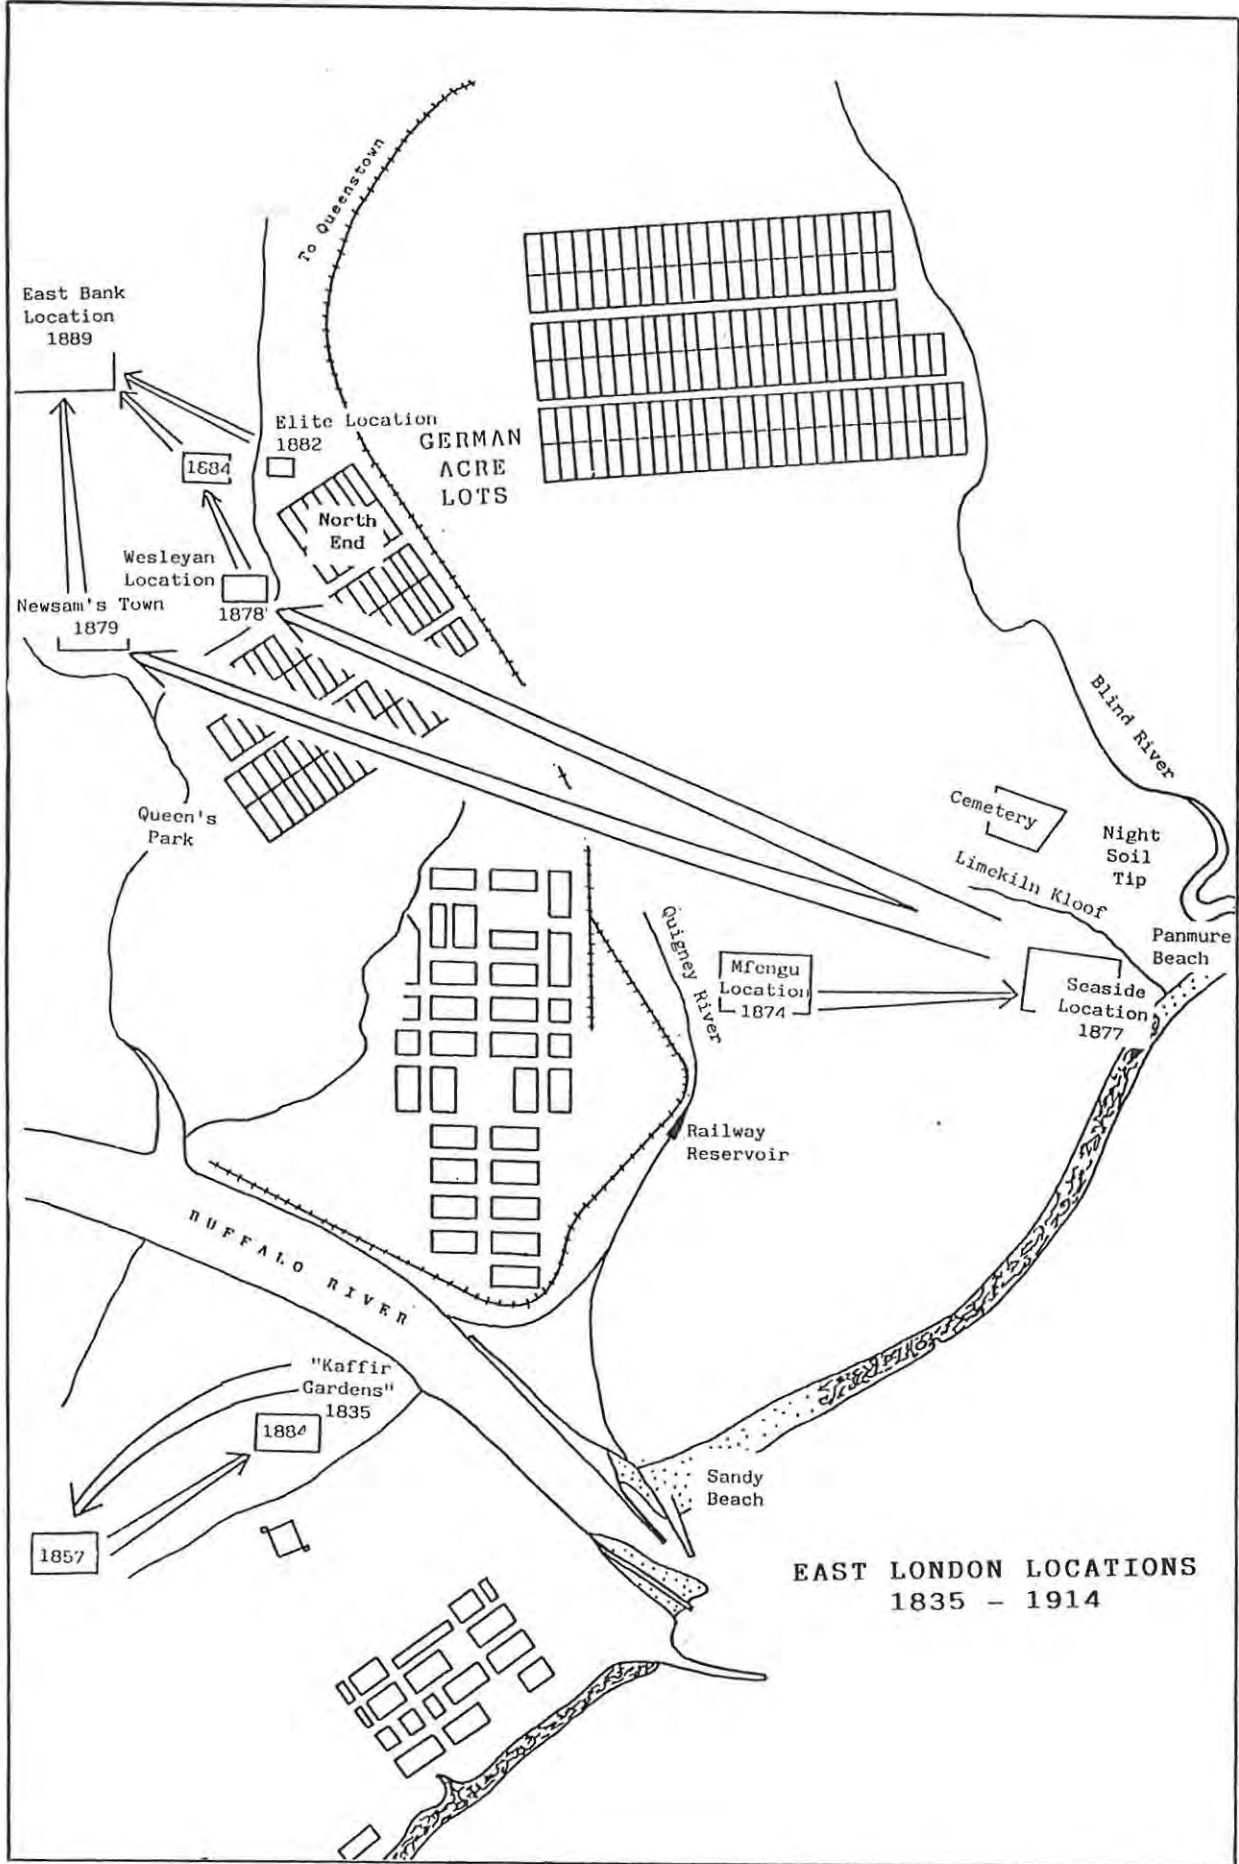 To Queenstown
East Bank
Location
1889
Elite Location
1882
GERMAN
ACRE
LOTS
1884
North
End
Wesleyan
Location
1878
Newsam's Town
1879
Blind River
Queen's
Park
Cemetery
Night
Soil
Tip
Limekiln Kloof
Quigney River
Panmure
Beach
Mfengu
Location
1874
Seaside
Location
1877
Railway
Reservoir
BUFFALO RIVER
"Kaffir
Gardens"
1835
1884
Sandy
Beach
1857
EAST LONDON LOCATIONS
1835 - 1914